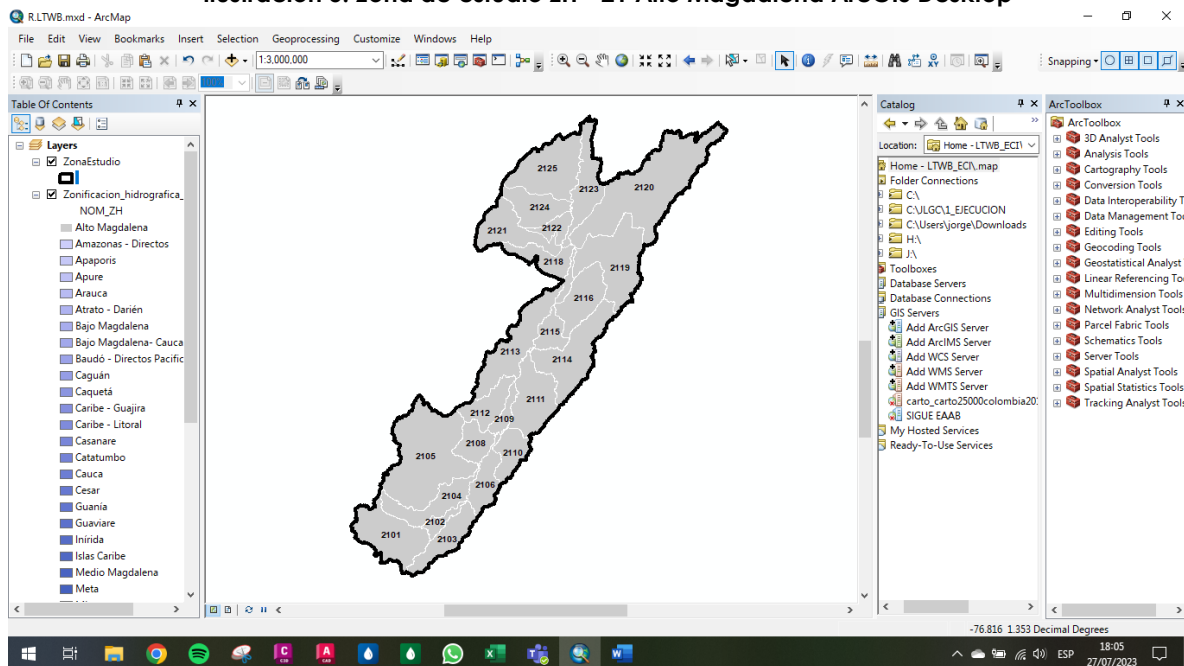 R.LTWB.mxd - ArcMap
File Edit View Bookmarks Insert Selection Geoprocessing Customize Windows Help
1:3,000,000
Snapping
Table Of Contents
Layers
ZonaEstudio
Zonificacion_hidrografica_
NOM_ZH
Alto Magdalena
Amazonas - Directos
Apaporis
Apure
Arauca
Atrato - Darién
Bajo Magdalena
Bajo Magdalena- Cauca
Baudó - Directos Pacific
Caguán
Caquetá
Caribe - Guajira
Caribe - Litoral
Casanare
Catatumbo
Cauca
Cesar
Guanía
Guaviare
Inírida
Islas Caribe
Medio Magdalena
Meta
2125
2123
2120
2124
2121
2122
2118
2119
2116
2115
2113
2114
2111
2112
2109
2108
2110
2105
2106
2104
2102
2101
2103
Catalog
Location: Home - LTWB_ECI\
Home - LTWB_ECI\.map
Folder Connections
C:\
C:\JLGC\1_EJECUCION
C:\Users\jorge\Downloads
H:\
J:\
Toolboxes
Database Servers
Database Connections
GIS Servers
Add ArcGIS Server
Add ArcIMS Server
Add WCS Server
Add WMS Server
Add WMTS Server
carto_carto25000colombia20
SIGUE EAAB
My Hosted Services
Ready-To-Use Services
ArcToolbox
ArcToolbox
3D Analyst Tools
Analysis Tools
Cartography Tools
Conversion Tools
Data Interoperability T
Data Management Too
Editing Tools
Geocoding Tools
Geostatistical Analyst
Linear Referencing To
Multidimension Tools
Network Analyst Tools
Parcel Fabric Tools
Schematics Tools
Server Tools
Spatial Analyst Tools
Spatial Statistics Tools
Tracking Analyst Tools
-76.816 1.353 Decimal Degrees
ESP
18:05
27/07/2023